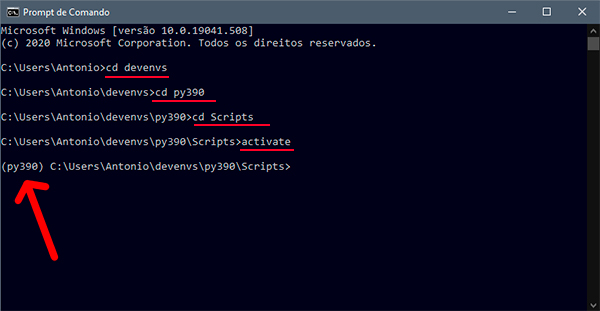 Prompt de Comando
Microsoft Windows [versão 10.0.19041.508]
(c) 2020 Microsoft Corporation. Todos os direitos reservados.
C:\Users\Antonio>cd devenvs
C:\Users\Antonio\devenvs>cd py390
C:\Users\Antonio\devenvs\py390>cd Scripts
C:\Users\Antonio\devenvs\py390\Scripts>activate
(py390) C:\Users\Antonio\devenvs\py390\Scripts>